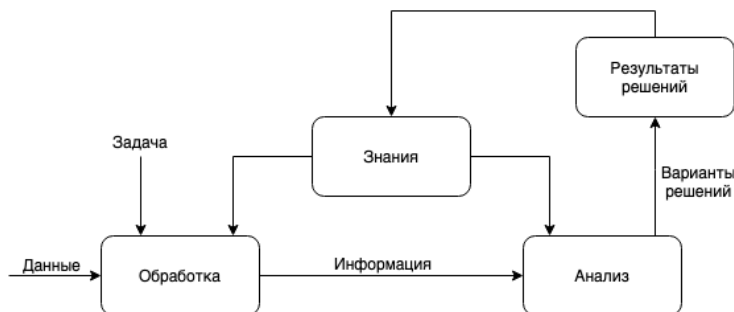 Результаты
решений
Задача
Знания
Варианты
решений
Данные
Обработка
Информация
Анализ